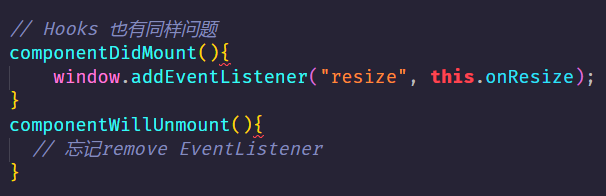 // Hooks 也有同样问题
componentDidMount(){
window.addEventListener("resize", this.onResize);
}
componentWillUnmount(){
// 忘记remove EventListener
}